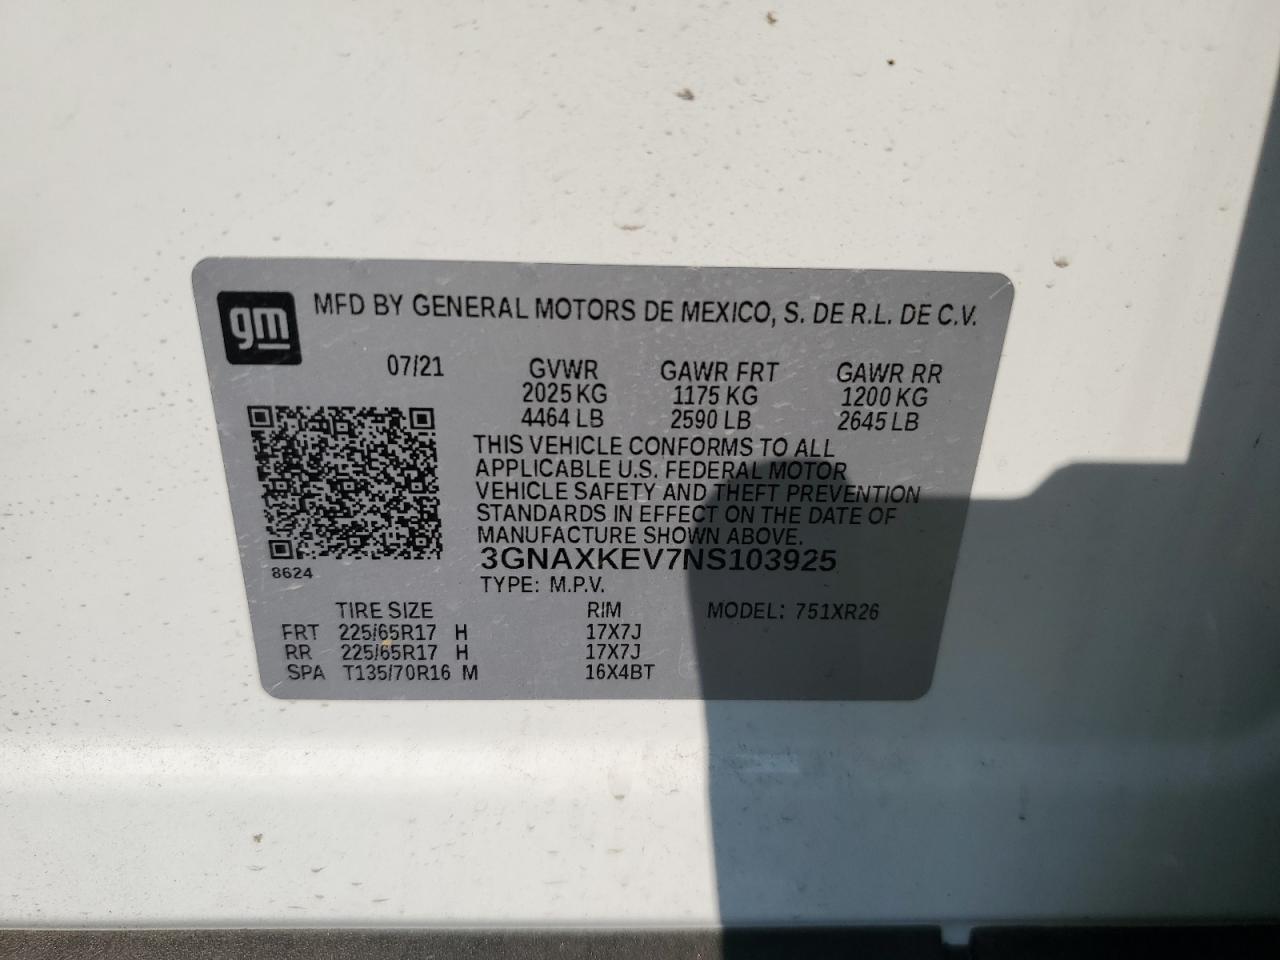 gm
MFD BY GENERAL MOTORS DE MEXICO, S. DE R.L. DE C.V.
07/21 GVWR GAWR FRT GAWR RR
2025 KG 1175 KG 1200 KG
4464 LB 2590 LB 2645 LB
THIS VEHICLE CONFORMS TO ALL
APPLICABLE U.S. FEDERAL MOTOR
VEHICLE SAFETY AND THEFT PREVENTION
STANDARDS IN EFFECT ON THE DATE OF
MANUFACTURE SHOWN ABOVE.
3GNAXKEV7NS103925
8624
TYPE: M.P.V.
TIRE SIZE RIM MODEL: 751XR26
FRT 225/65R17 H 17X7J
RR 225/65R17 H 17X7J
SPA T135/70R16 M 16X4BT